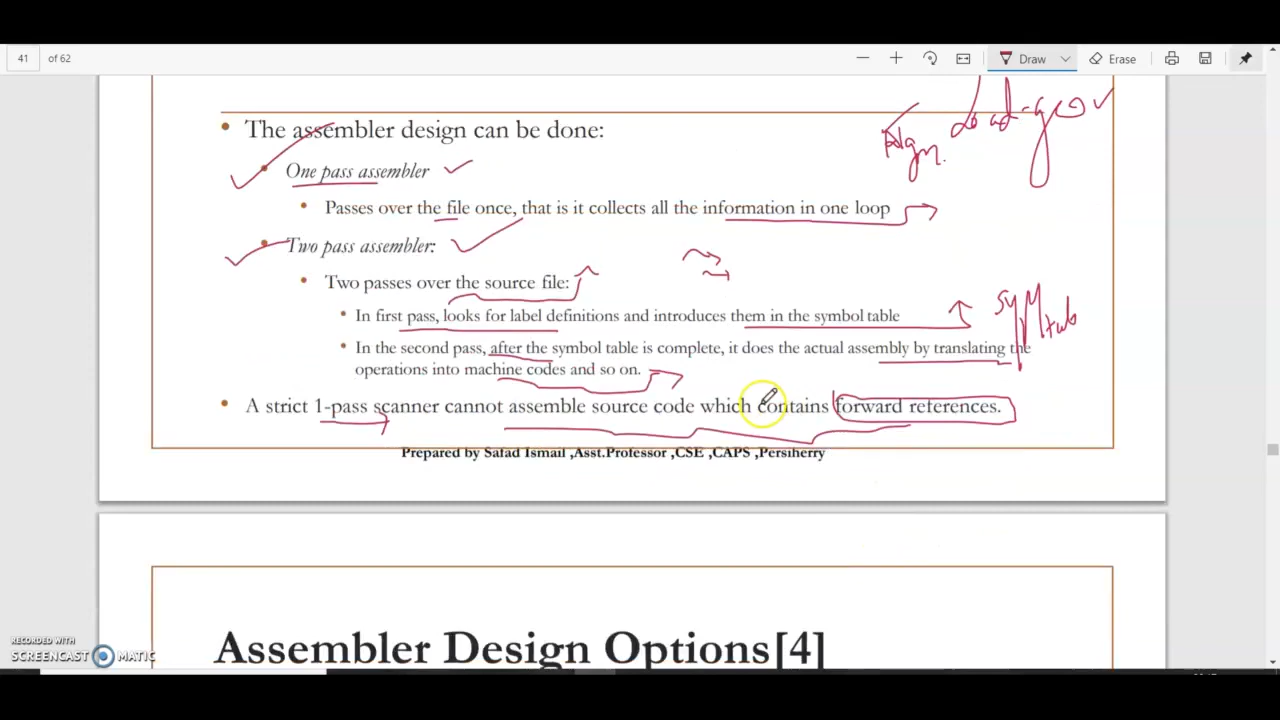 41 of 62
Draw
Erase
The assembler design can be done:
One pass assembler
Passes over the file once, that is it collects all the information in one loop
Two pass assembler:
Two passes over the source file:
In first pass, looks for label definitions and introduces them in the symbol table
sym
tab
In the second pass, after the symbol table is complete, it does the actual assembly by translating the
operations into machine codes and so on.
A strict 1-pass scanner cannot assemble source code which contains forward references.
Prepared by Safad Ismail ,Asst.Professor ,CSE ,CAPS ,Persiherry
Assembler Design Options[4]
RECORDED WITH
SCREENCAST MATIC